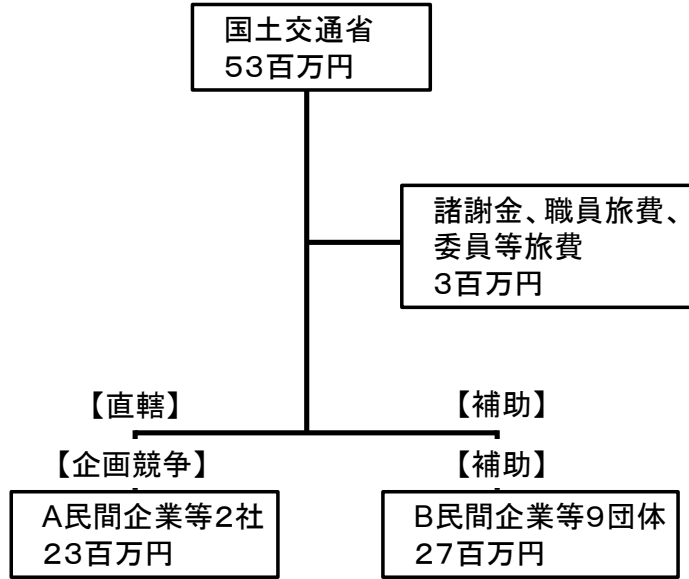 国土交通省
53百万円
諸謝金、職員旅費、
委員等旅費
3百万円
【直轄】
【補助】
【企画競争】
【補助】
A民間企業等2社
23百万円
B民間企業等9団体
27百万円